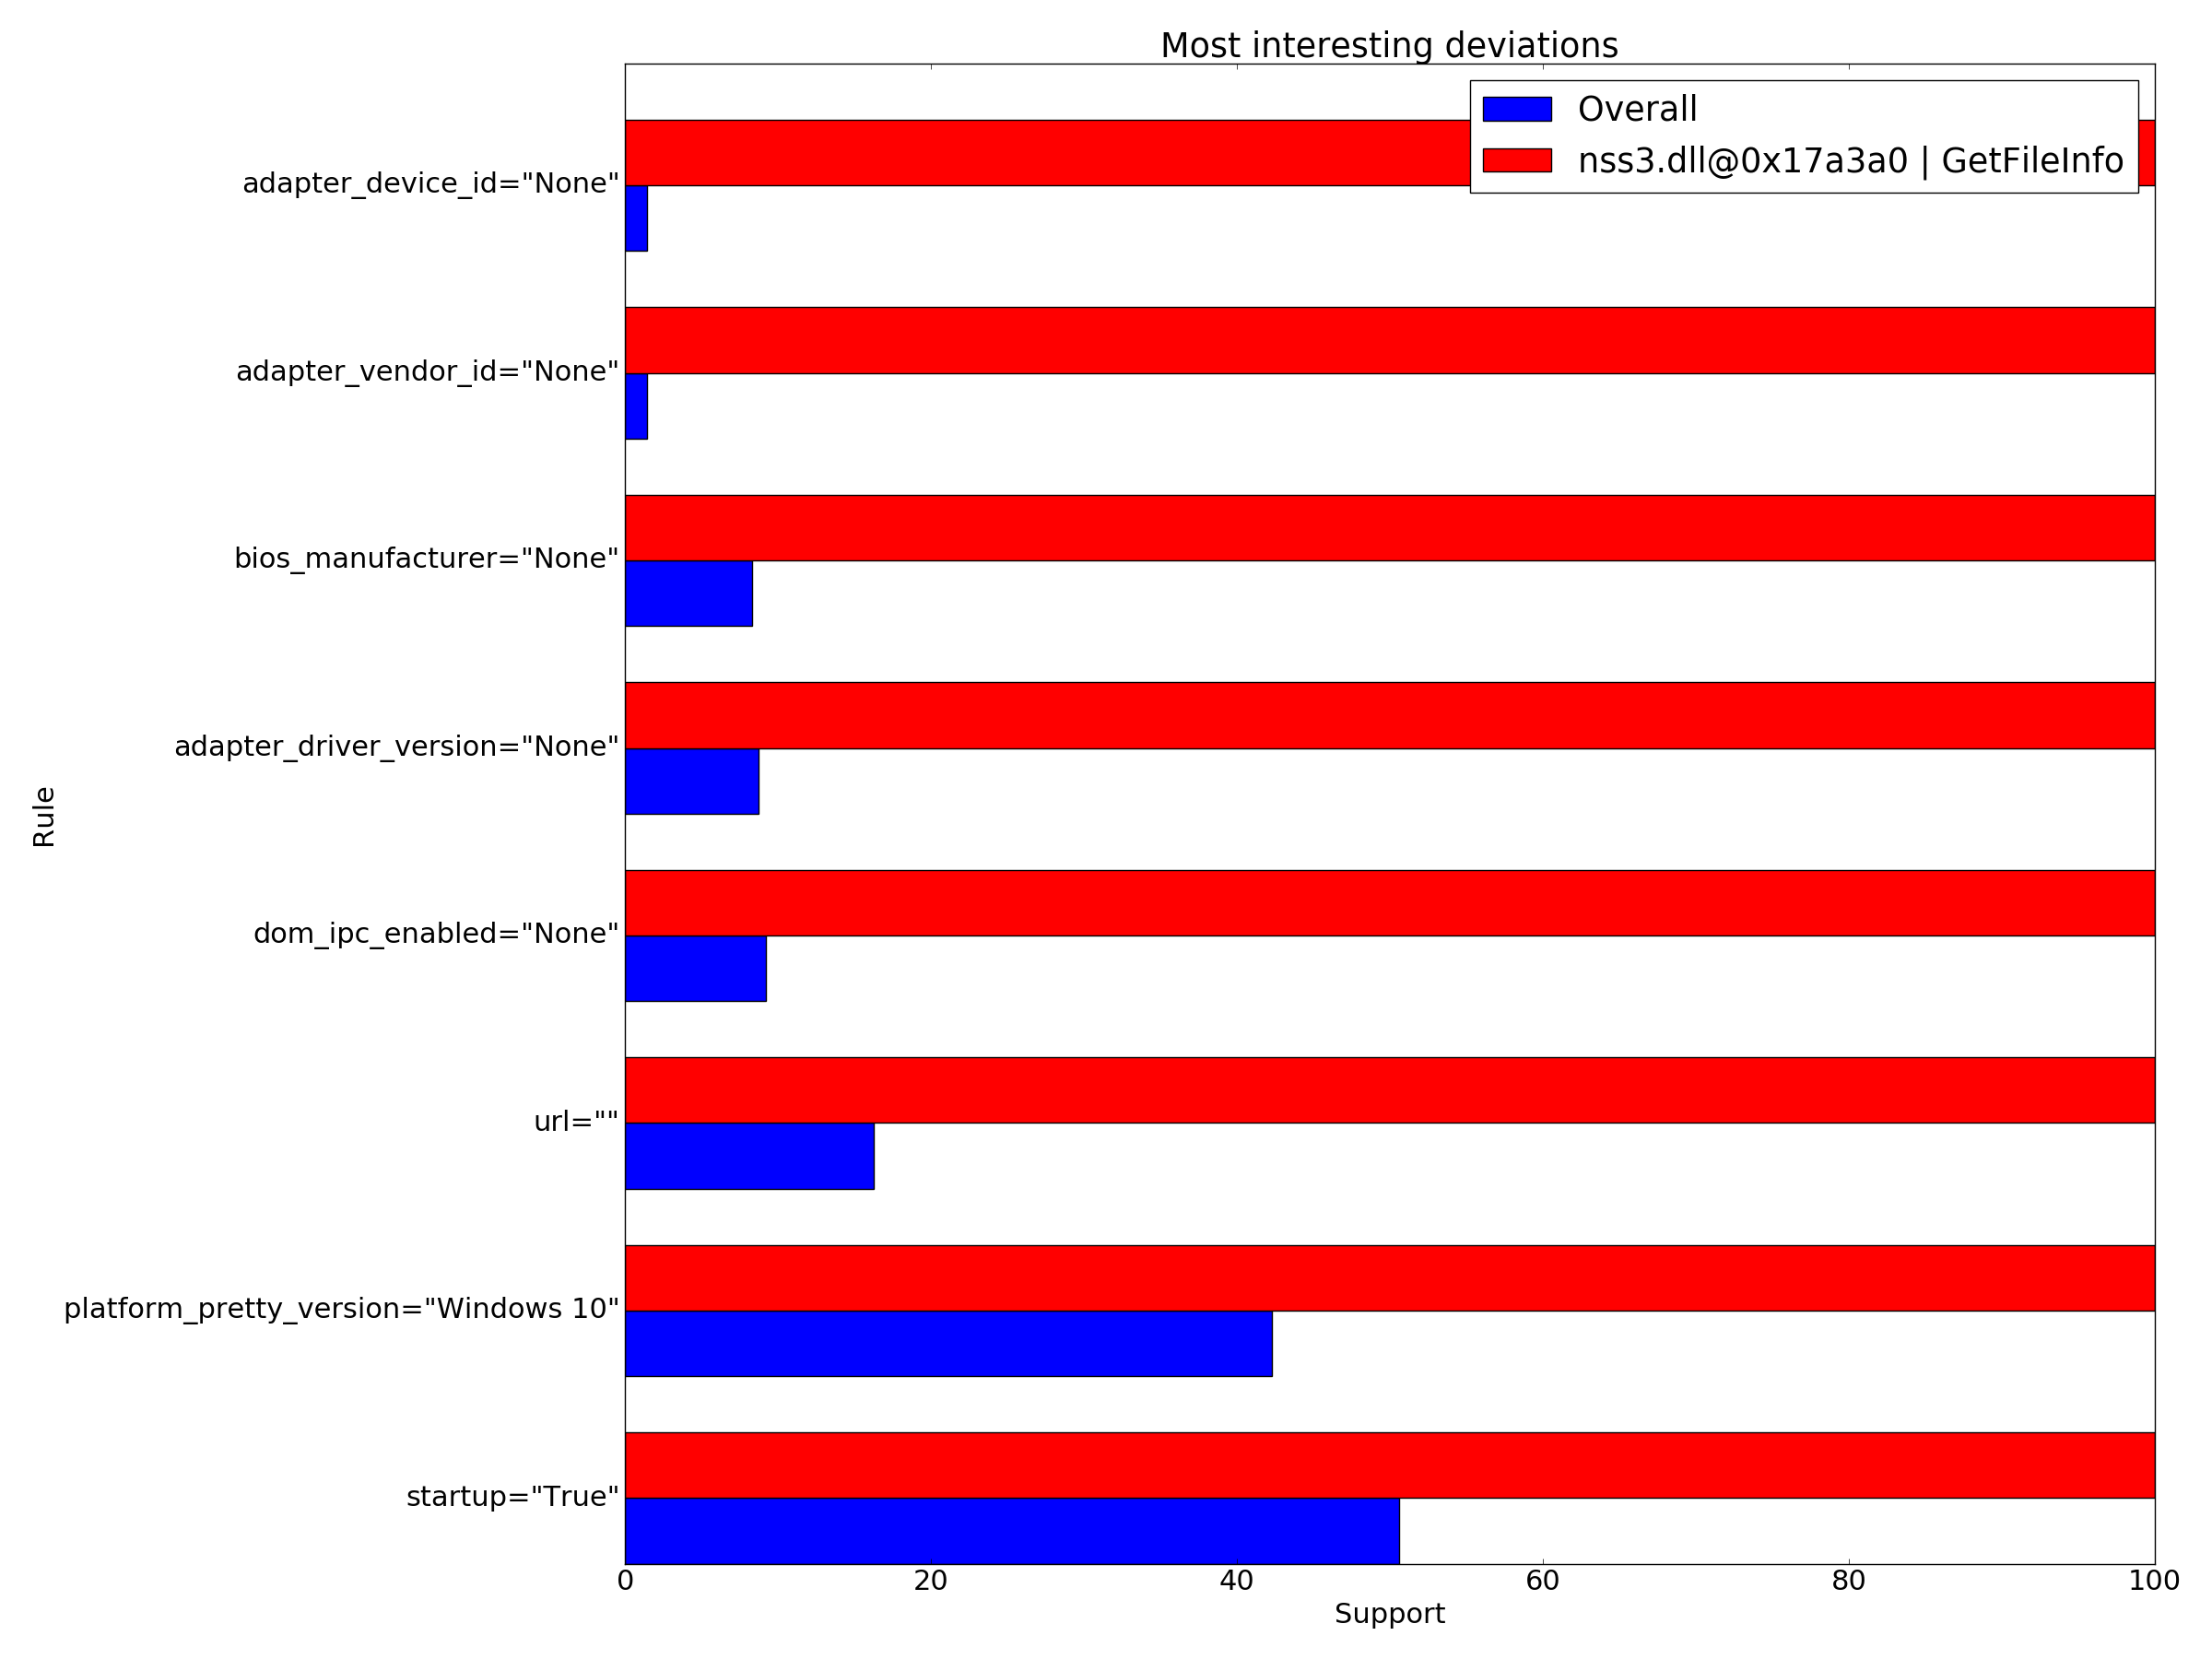 Most interesting deviations
Overall
nss3.dll@0x17a3a0 | GetFileInfo
adapter_device_id="None"
adapter_vendor_id="None"
bios_manufacturer="None"
adapter_driver_version="None"
Rule
dom_ipc_enabled="None"
url=""
platform_pretty_version="Windows 10"
startup="True"
0 20 40 60 80 100
Support